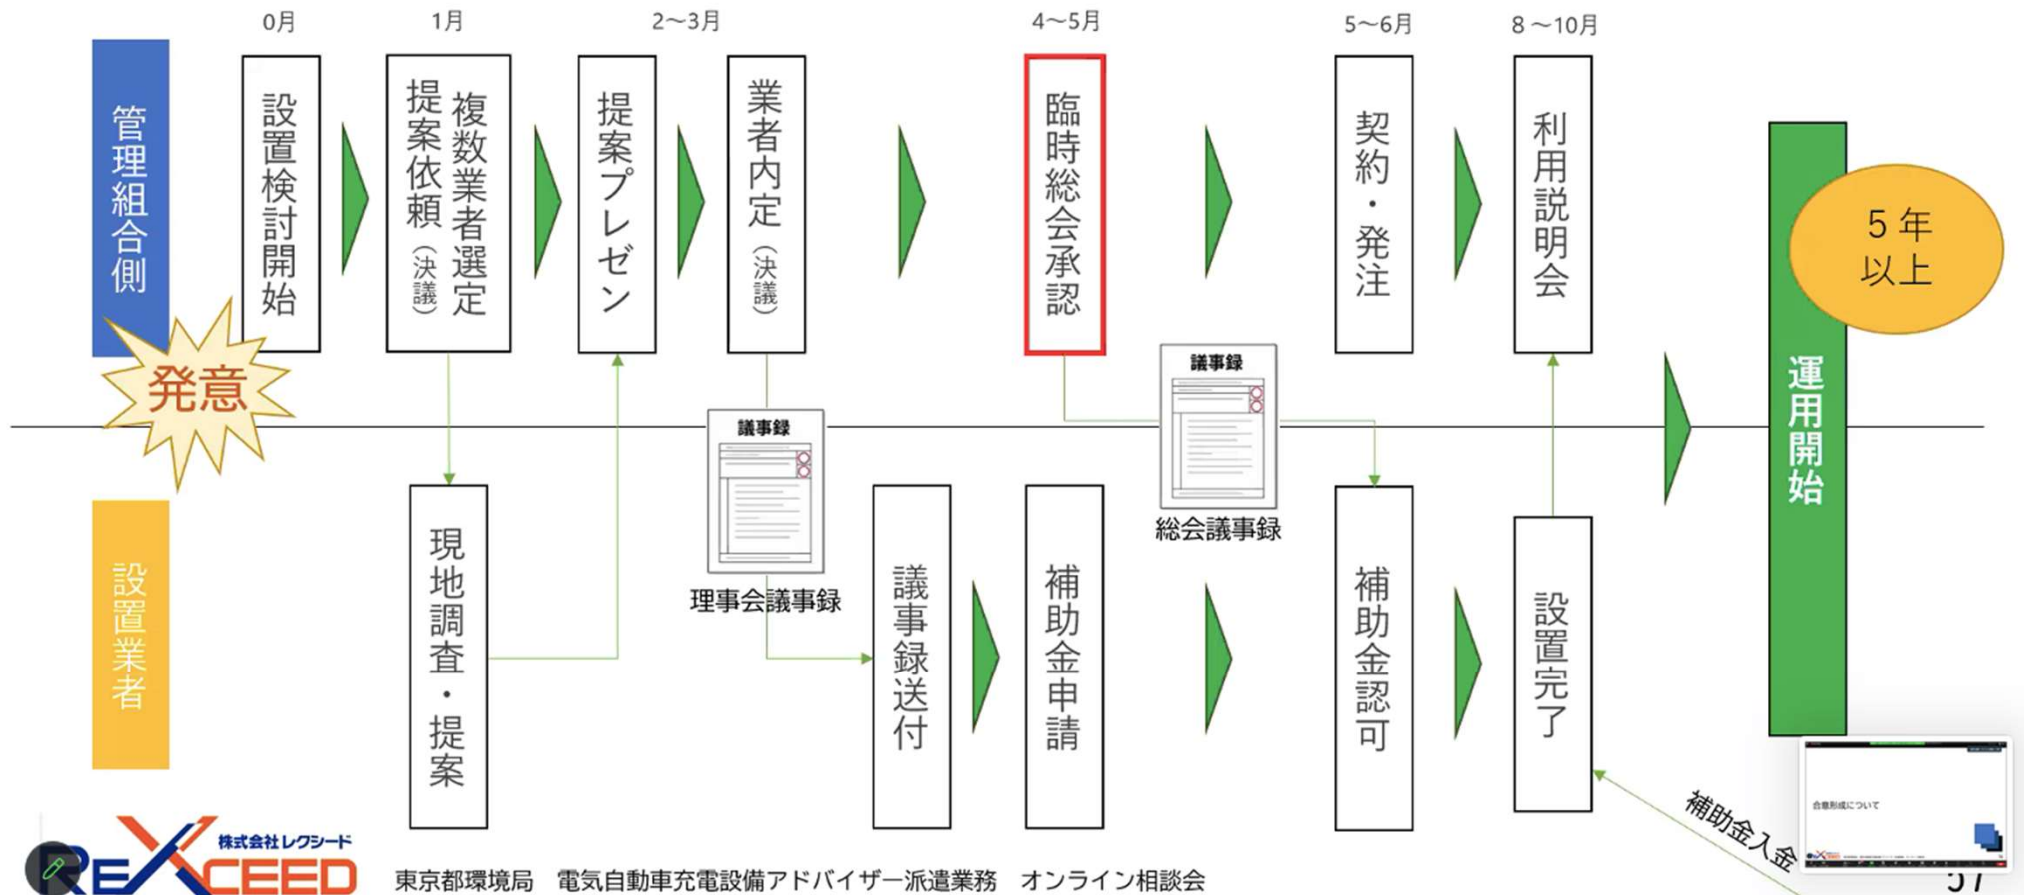 0月
1月
2～3月
4～5月
5～6月
8～10月
管理組合側
設置検討開始
複数業者選定
提案依頼（決議）
提案プレゼン
業者内定（決議）
臨時総会承認
契約・発注
利用説明会
運用開始
5年
以上
発意
議事録
理事会議事録
議事録
総会議事録
設置業者
現地調査・提案
議事録送付
補助金申請
補助金認可
設置完了
補助金入金
合意形成について
株式会社レクシード
REXCEED
東京都環境局 電気自動車充電設備アドバイザー派遣業務 オンライン相談会
57